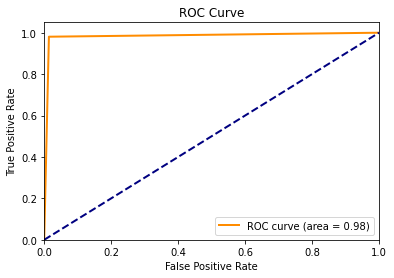 ROC Curve
True Positive Rate
1.0
0.8
0.6
0.4
0.2
0.0
ROC curve (area = 0.98)
0.0 0.2 0.4 0.6 0.8 1.0
False Positive Rate